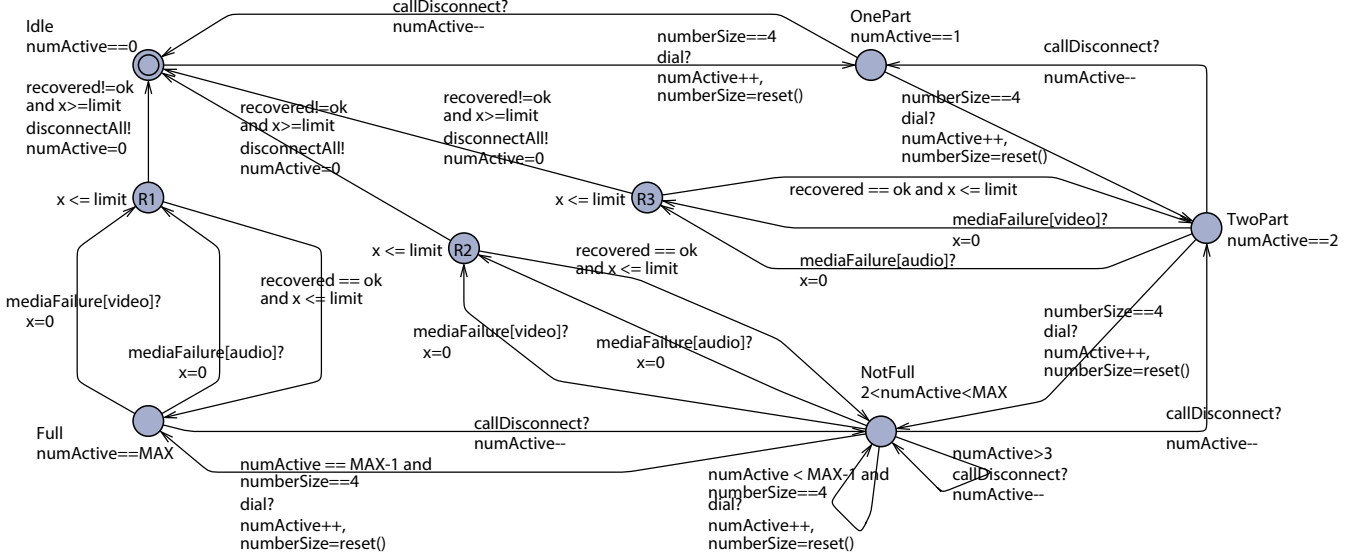 callDisconnect?
numActive--
Idle
numActive==0
OnePart
numActive==1
numberSize==4
dial?
numActive++,
numberSize=reset()
callDisconnect?
numActive--
recovered!=ok
and x>=limit
disconnectAll!
numActive=0
recovered!=ok
and x>=limit
disconnectAll!
numActive=0
recovered!=ok
and x>=limit
disconnectAll!
numActive=0
numberSize==4
dial?
numActive++,
numberSize=reset()
x <= limit
R1
x <= limit
R3
recovered == ok and x <= limit
mediaFailure[video]?
x=0
mediaFailure[audio]?
x=0
TwoPart
numActive==2
x <= limit
R2
recovered == ok
and x <= limit
recovered == ok
and x <= limit
mediaFailure[video]?
x=0
mediaFailure[audio]?
x=0
mediaFailure[video]?
x=0
mediaFailure[audio]?
x=0
numberSize==4
dial?
numActive++,
numberSize=reset()
NotFull
2<numActive<MAX
Full
numActive==MAX
callDisconnect?
numActive--
callDisconnect?
numActive--
numActive == MAX-1 and
numberSize==4
dial?
numActive++,
numberSize=reset()
numActive < MAX-1 and
numberSize==4
dial?
numActive++,
numberSize=reset()
numActive>3
callDisconnect?
numActive--